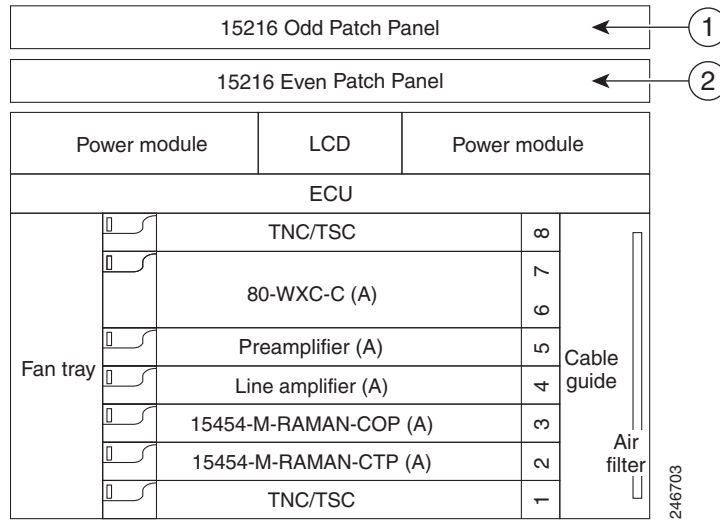 15216 Odd Patch Panel
1
15216 Even Patch Panel
2
Power module
LCD
Power module
ECU
TNC/TSC
8
80-WXC-C (A)
7
6
Preamplifier (A)
5
Line amplifier (A)
4
15454-M-RAMAN-COP (A)
3
15454-M-RAMAN-CTP (A)
2
TNC/TSC
1
Fan tray
Cable
guide
Air
filter
246703